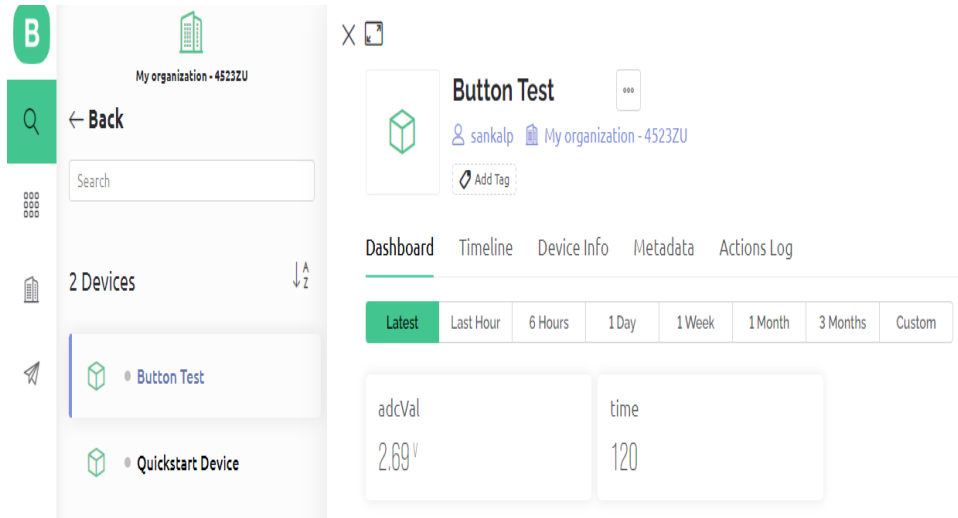 B
My organization - 4523ZU
← Back
Search
2 Devices
A
Z
Button Test
Quickstart Device
X
Button Test
sankalp My organization - 4523ZU
Add Tag
Dashboard Timeline Device Info Metadata Actions Log
Latest Last Hour 6 Hours 1 Day 1 Week 1 Month 3 Months Custom
adcVal time
2.69 V 120